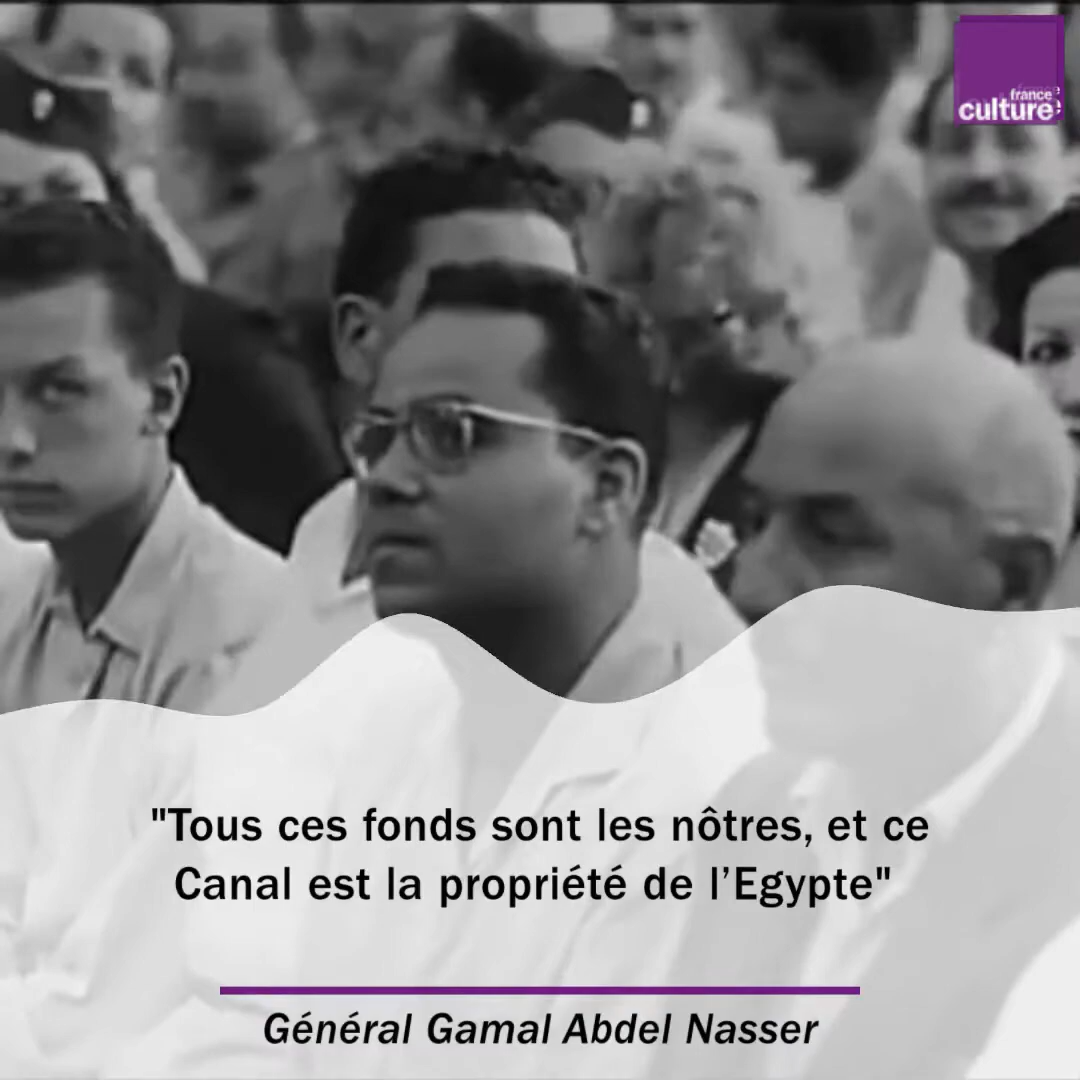 france
culture
"Tous ces fonds sont les nôtres, et ce
Canal est la propriété de l’Egypte"
Général Gamal Abdel Nasser